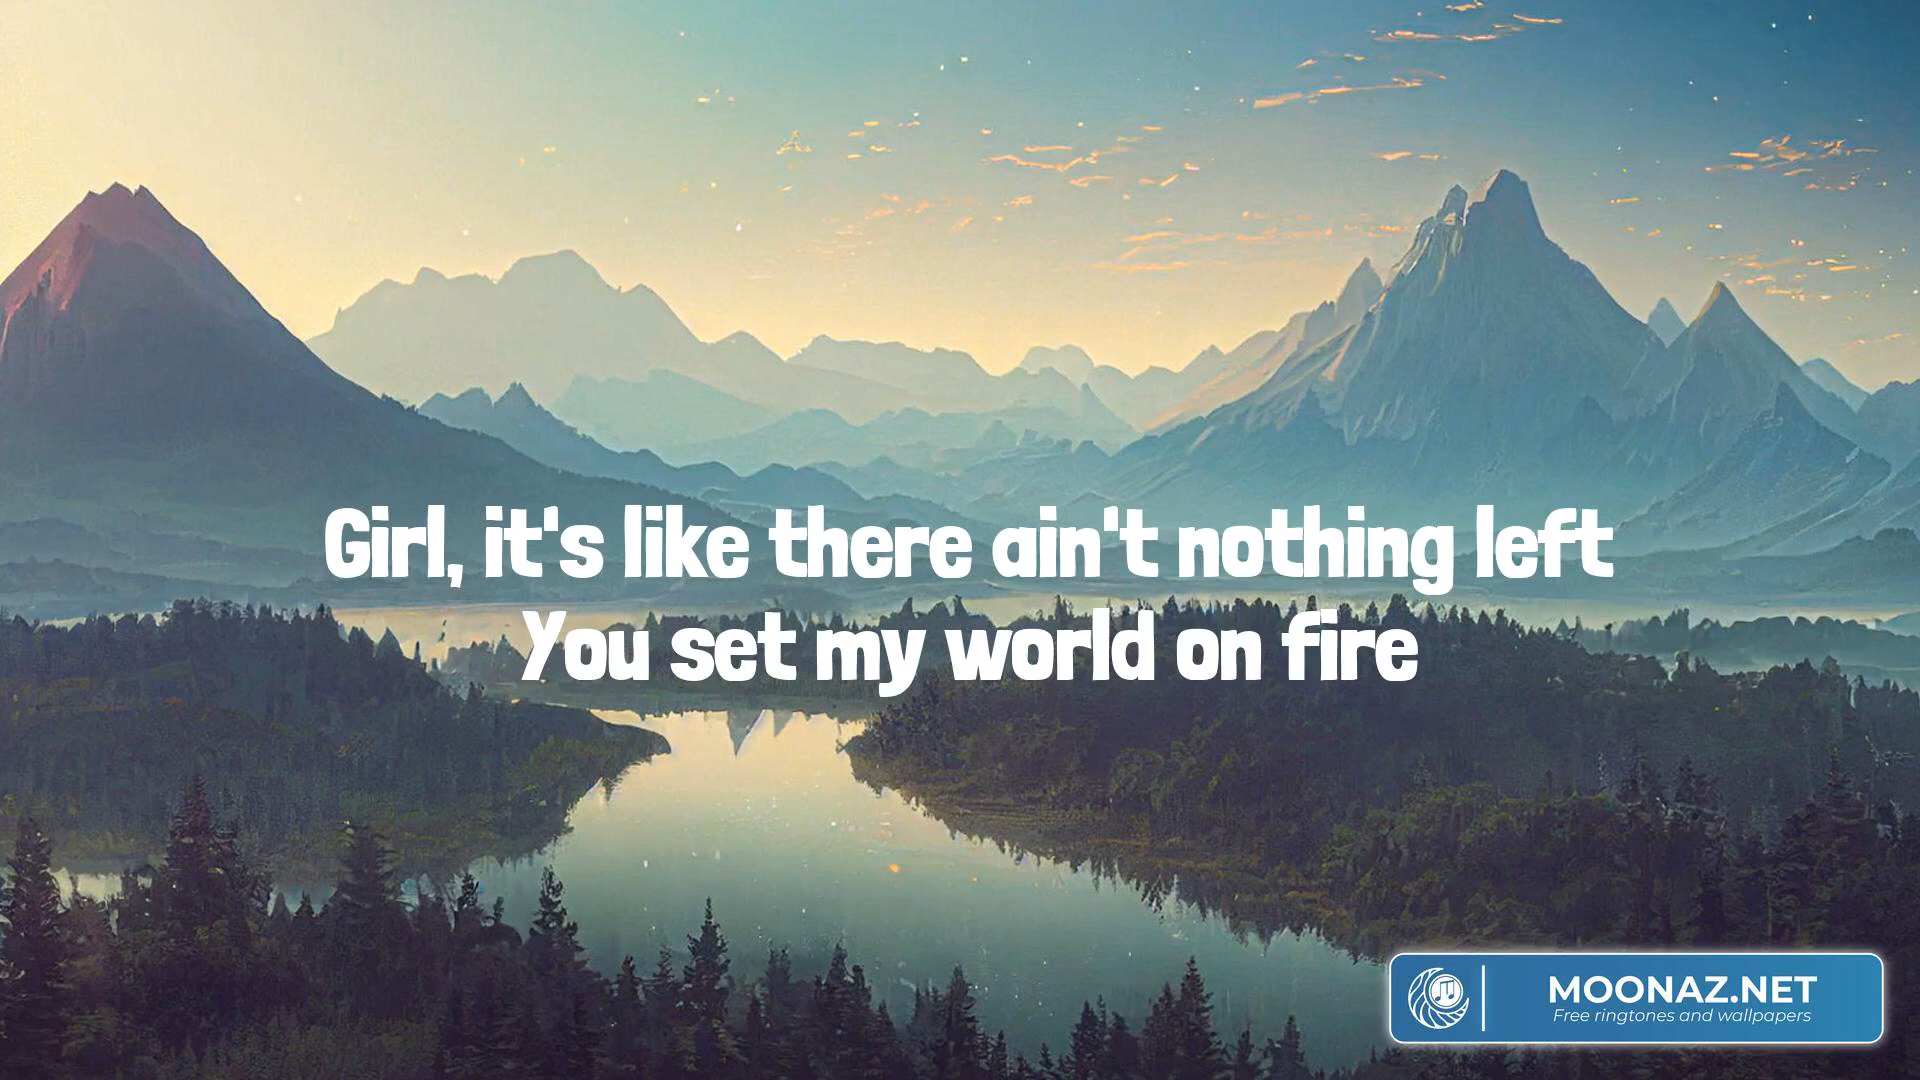 Girl, it's like there ain't nothing left
You set my world on fire
MOONAZ.NET
Free ringtones and wallpapers